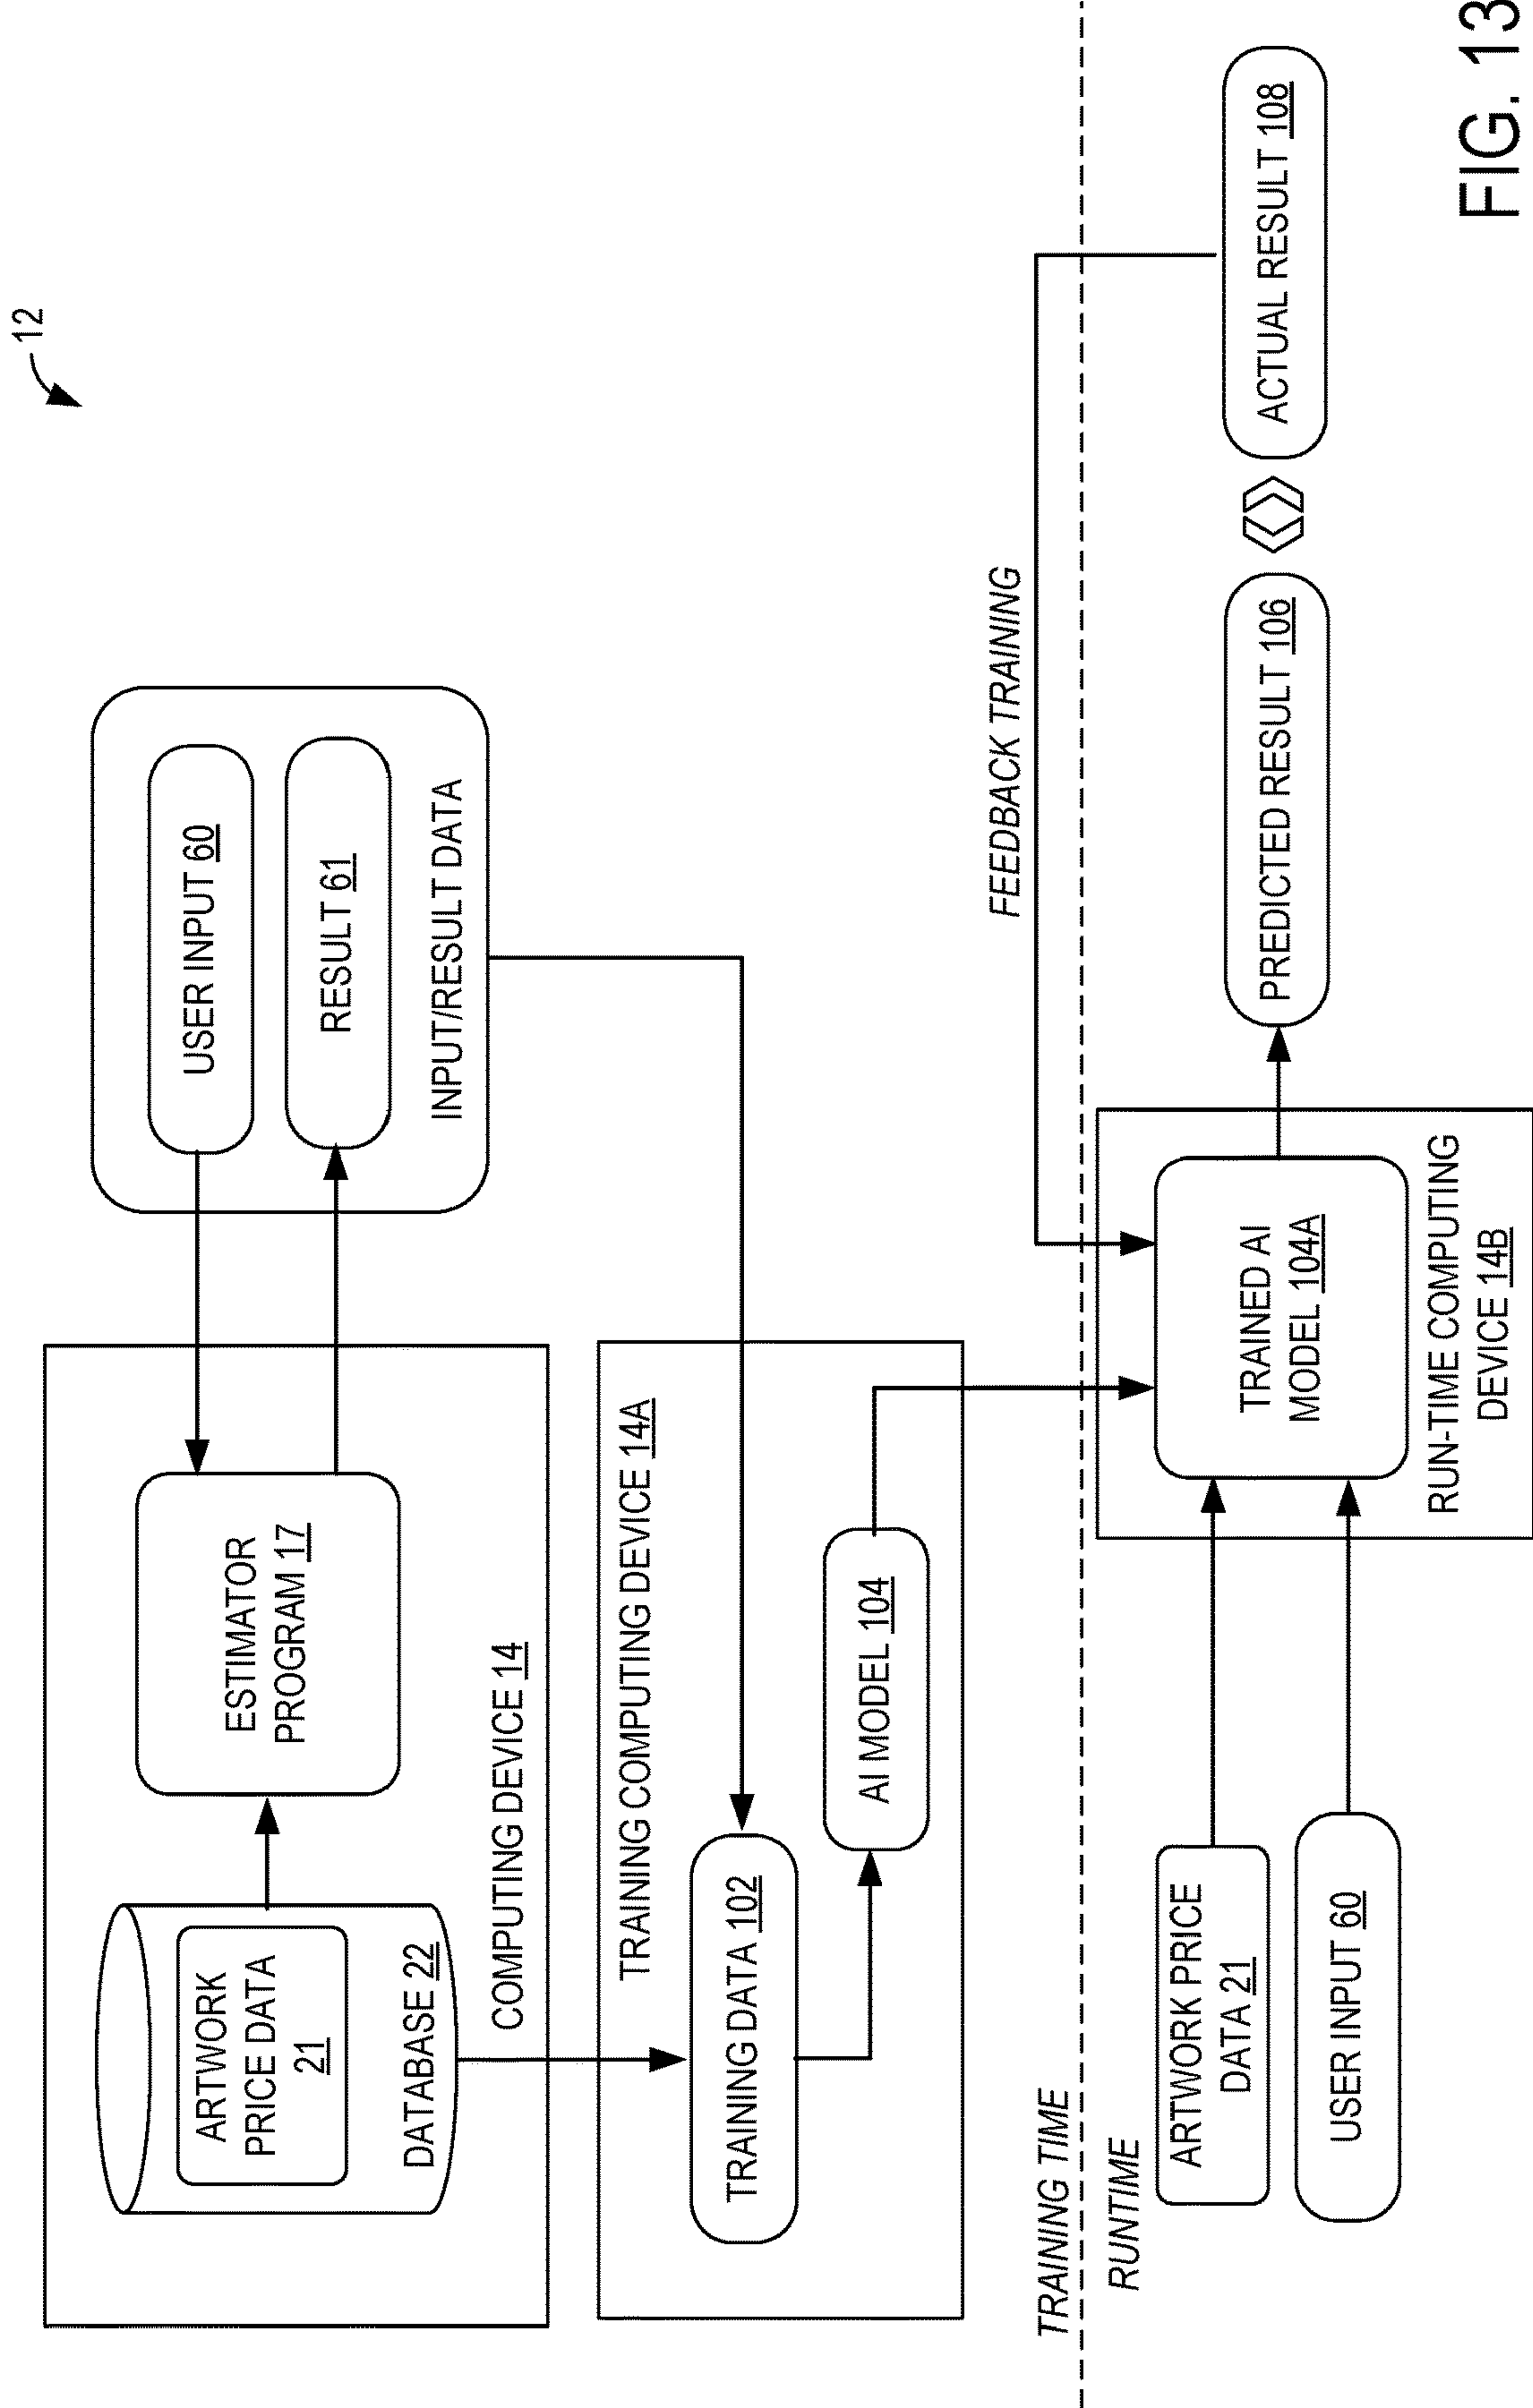 12
ARTWORK
PRICE DATA
21
DATABASE 22
ESTIMATOR
PROGRAM 17
COMPUTING DEVICE 14
USER INPUT 60
RESULT 61
INPUT/RESULT DATA
TRAINING COMPUTING DEVICE 14A
TRAINING DATA 102
AI MODEL 104
FEEDBACK TRAINING
TRAINING TIME
RUNTIME
ARTWORK PRICE
DATA 21
USER INPUT 60
TRAINED AI
MODEL 104A
RUN-TIME COMPUTING
DEVICE 14B
PREDICTED RESULT 106
ACTUAL RESULT 108
FIG. 13